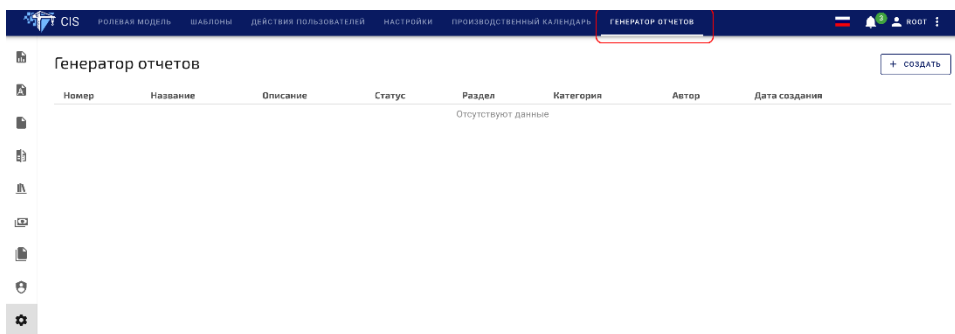 CIS РОЛЕВАЯ МОДЕЛЬ ШАБЛОНЫ ДЕЙСТВИЯ ПОЛЬЗОВАТЕЛЕЙ НАСТРОЙКИ ПРОИЗВОДСТВЕННЫЙ КАЛЕНДАРЬ ГЕНЕРАТОР ОТЧЕТОВ 3 ROOT
Генератор отчетов + СОЗДАТЬ
Номер Название Описание Статус Раздел Категория Автор Дата создания
Отсутствуют данные